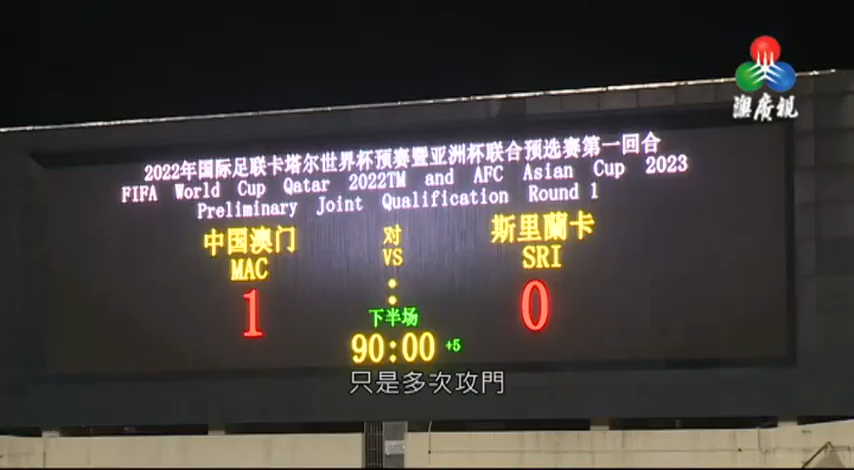 澳廣視
2022年国际足联卡塔尔世界杯预赛暨亚洲杯联合预选赛第一回合
FIFA World Cup Qatar 2022TM and AFC Asian Cup 2023
Preliminary Joint Qualification Round 1
中国澳门 对 斯里蘭卡
MAC VS SRI
1 : 0
下半场
90:00 +5
只是多次攻門